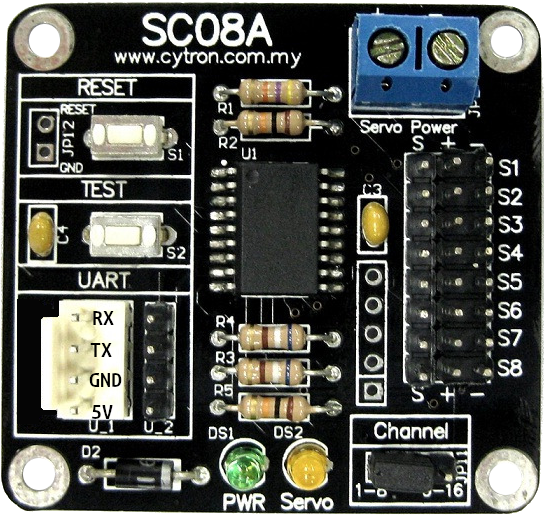 SC08A
www.cytron.com.my
RESET
RESET
JP12
GND
S1
R1
R2
Servo Power
S + -
U1
S1
S2
S3
S4
S5
S6
S7
S8
S + -
C3
TEST
C4
S2
UART
RX
TX
GND
5V
U_1
U_2
R4
R3
R5
D2
DS1
DS2
PWR
Servo
Channel
1-8
-16